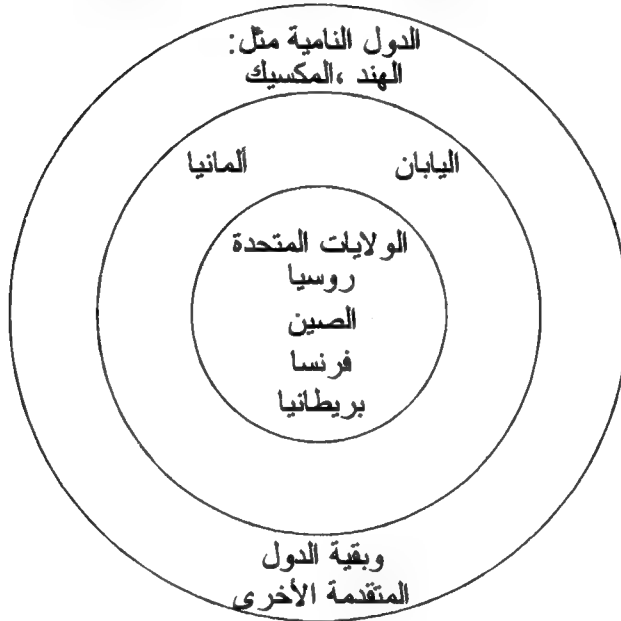 الدول النامية مثل:
الهند ،المكسيك
اليابان
ألمانيا
الولايات المتحدة
روسيا
الصين
فرنسا
بريطانيا
وبقية الدول
المتقدمة الأخرى